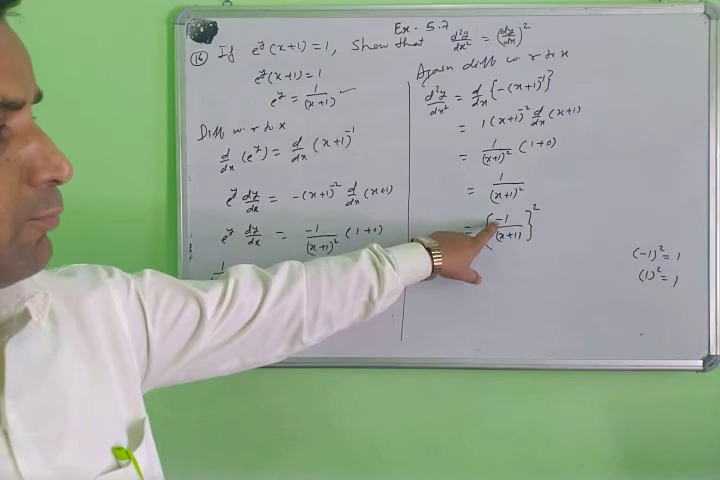 Ex - 5.7
(16) If e^y (x+1) = 1, Show that d²y/dx² = (dy/dx)²
e^y (x+1) = 1
e^y = 1/(x+1) ✓
Diff w. r to x
d/dx (e^y) = d/dx (x+1)^-1
e^y dy/dx = -(x+1)^-2 d/dx (x+1)
e^y dy/dx = -1/(x+1)² (1+0)
1
Again diff w. r to x
d²y/dx² = d/dx {-(x+1)^-1}
= 1 (x+1)^-2 d/dx (x+1)
= 1/(x+1)² (1+0)
= 1/(x+1)²
= {-1/(x+1)}²
(-1)² = 1
(1)² = 1